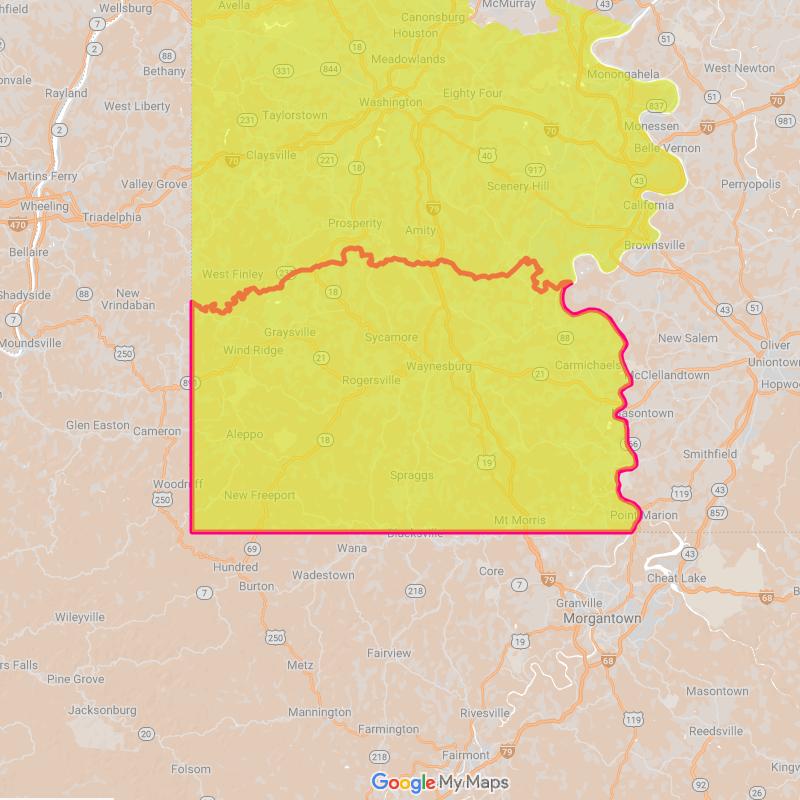 Wellsburg
Avella
McMurray
Canonsburg
Houston
7
18
51
2
88
Meadowlands
Bethany
331
844
Monongahela
West Newton
Rayland
Eighty Four
West Liberty
Washington
51
70
837
Taylorstown
231
981
2
70
Monessen
70
Belle Vernon
Claysville
221
40
Martins Ferry
70
18
917
Valley Grove
43
Scenery Hill
Perryopolis
Wheeling
79
California
Triadelphia
470
Prosperity
Amity
Brownsville
Bellaire
West Finley
Shadyside
88
New
Vrindaban
18
43
51
7
Graysville
Sycamore
88
New Salem
Oliver
Moundsville
250
Wind Ridge
21
Waynesburg
Carmichaels
Uniontown
891
Rogersville
21
McClellandtown
Hopwo
Masontown
Glen Easton
Cameron
Aleppo
18
Smithfield
19
Spraggs
Woodruff
119
43
250
New Freeport
857
Mt Morris
Point Marion
Blacksville
69
Wana
43
Hundred
Core
79
Cheat Lake
Wadestown
Burton
7
7
218
68
Granville
Wileyville
Morgantown
250
19
Fairview
rs Falls
Metz
68
Pine Grove
Masontown
Jacksonburg
Mannington
Rivesville
119
20
Farmington
Reedsville
79
Fairmont
218
Folsom
Kingw
92
26
Google My Maps